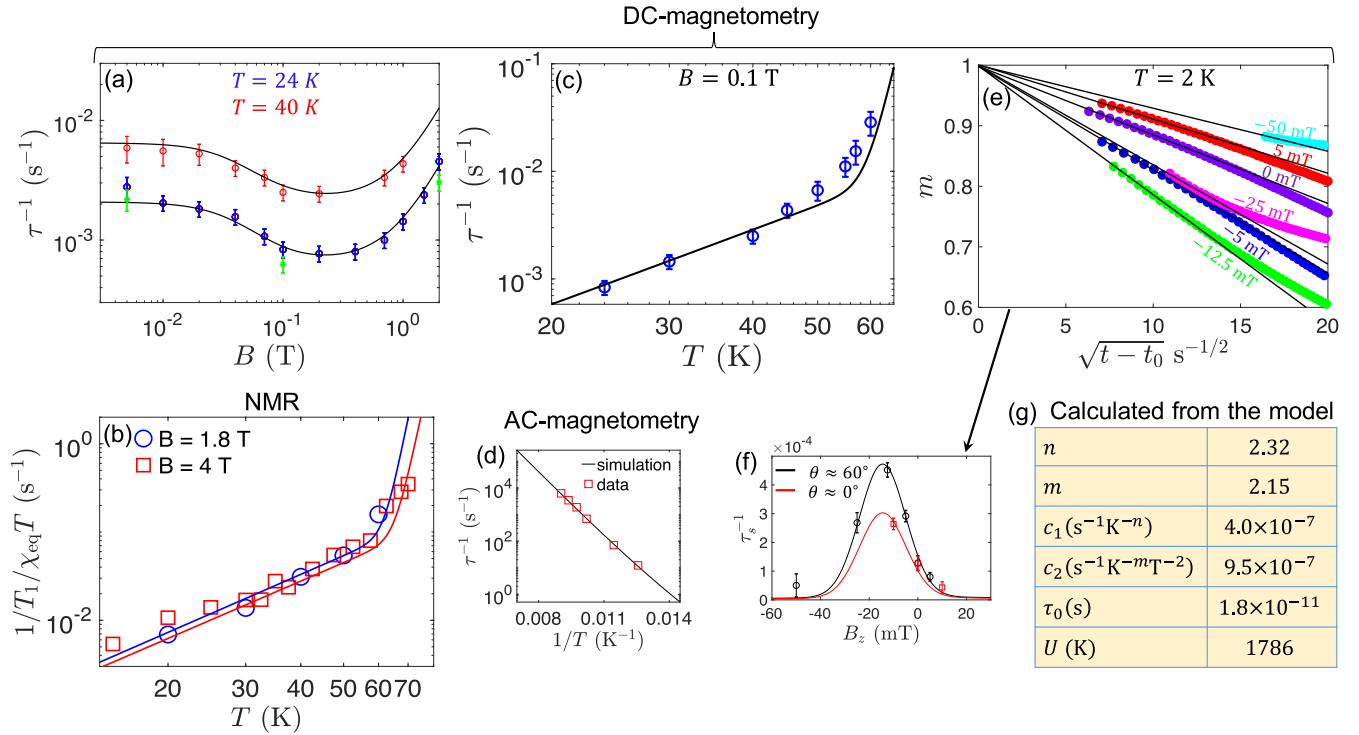 DC-magnetometry
(a)
T = 24 K
T = 40 K
10⁻²
10⁻³
τ⁻¹ (s⁻¹)
10⁻² 10⁻¹ 10⁰
B (T)
(c)
B = 0.1 T
10⁻¹
10⁻²
10⁻³
τ⁻¹ (s⁻¹)
20 30 40 50 60
T (K)
(e)
T = 2 K
1
0.9
0.8
0.7
0.6
m
−50 mT
5 mT
0 mT
−25 mT
−5 mT
−12.5 mT
0 5 10 15 20
√(t − t₀) s⁻¹/²
NMR
(b)
B = 1.8 T
B = 4 T
10⁰
10⁻²
1/T₁/χeqT (s⁻¹)
20 30 40 50 60 70
T (K)
AC-magnetometry
(d)
simulation
data
10⁴
10²
10⁰
τ⁻¹ (s⁻¹)
0.008 0.011 0.014
1/T (K⁻¹)
(f)
×10⁻⁴
θ ≈ 60°
θ ≈ 0°
4
2
0
τₛ⁻¹
-60 -40 -20 0 20
B_z (mT)
(g) Calculated from the model
n 2.32
m 2.15
c₁(s⁻¹K⁻ⁿ) 4.0×10⁻⁷
c₂(s⁻¹K⁻ᵐT⁻²) 9.5×10⁻⁷
τ₀(s) 1.8×10⁻¹¹
U (K) 1786